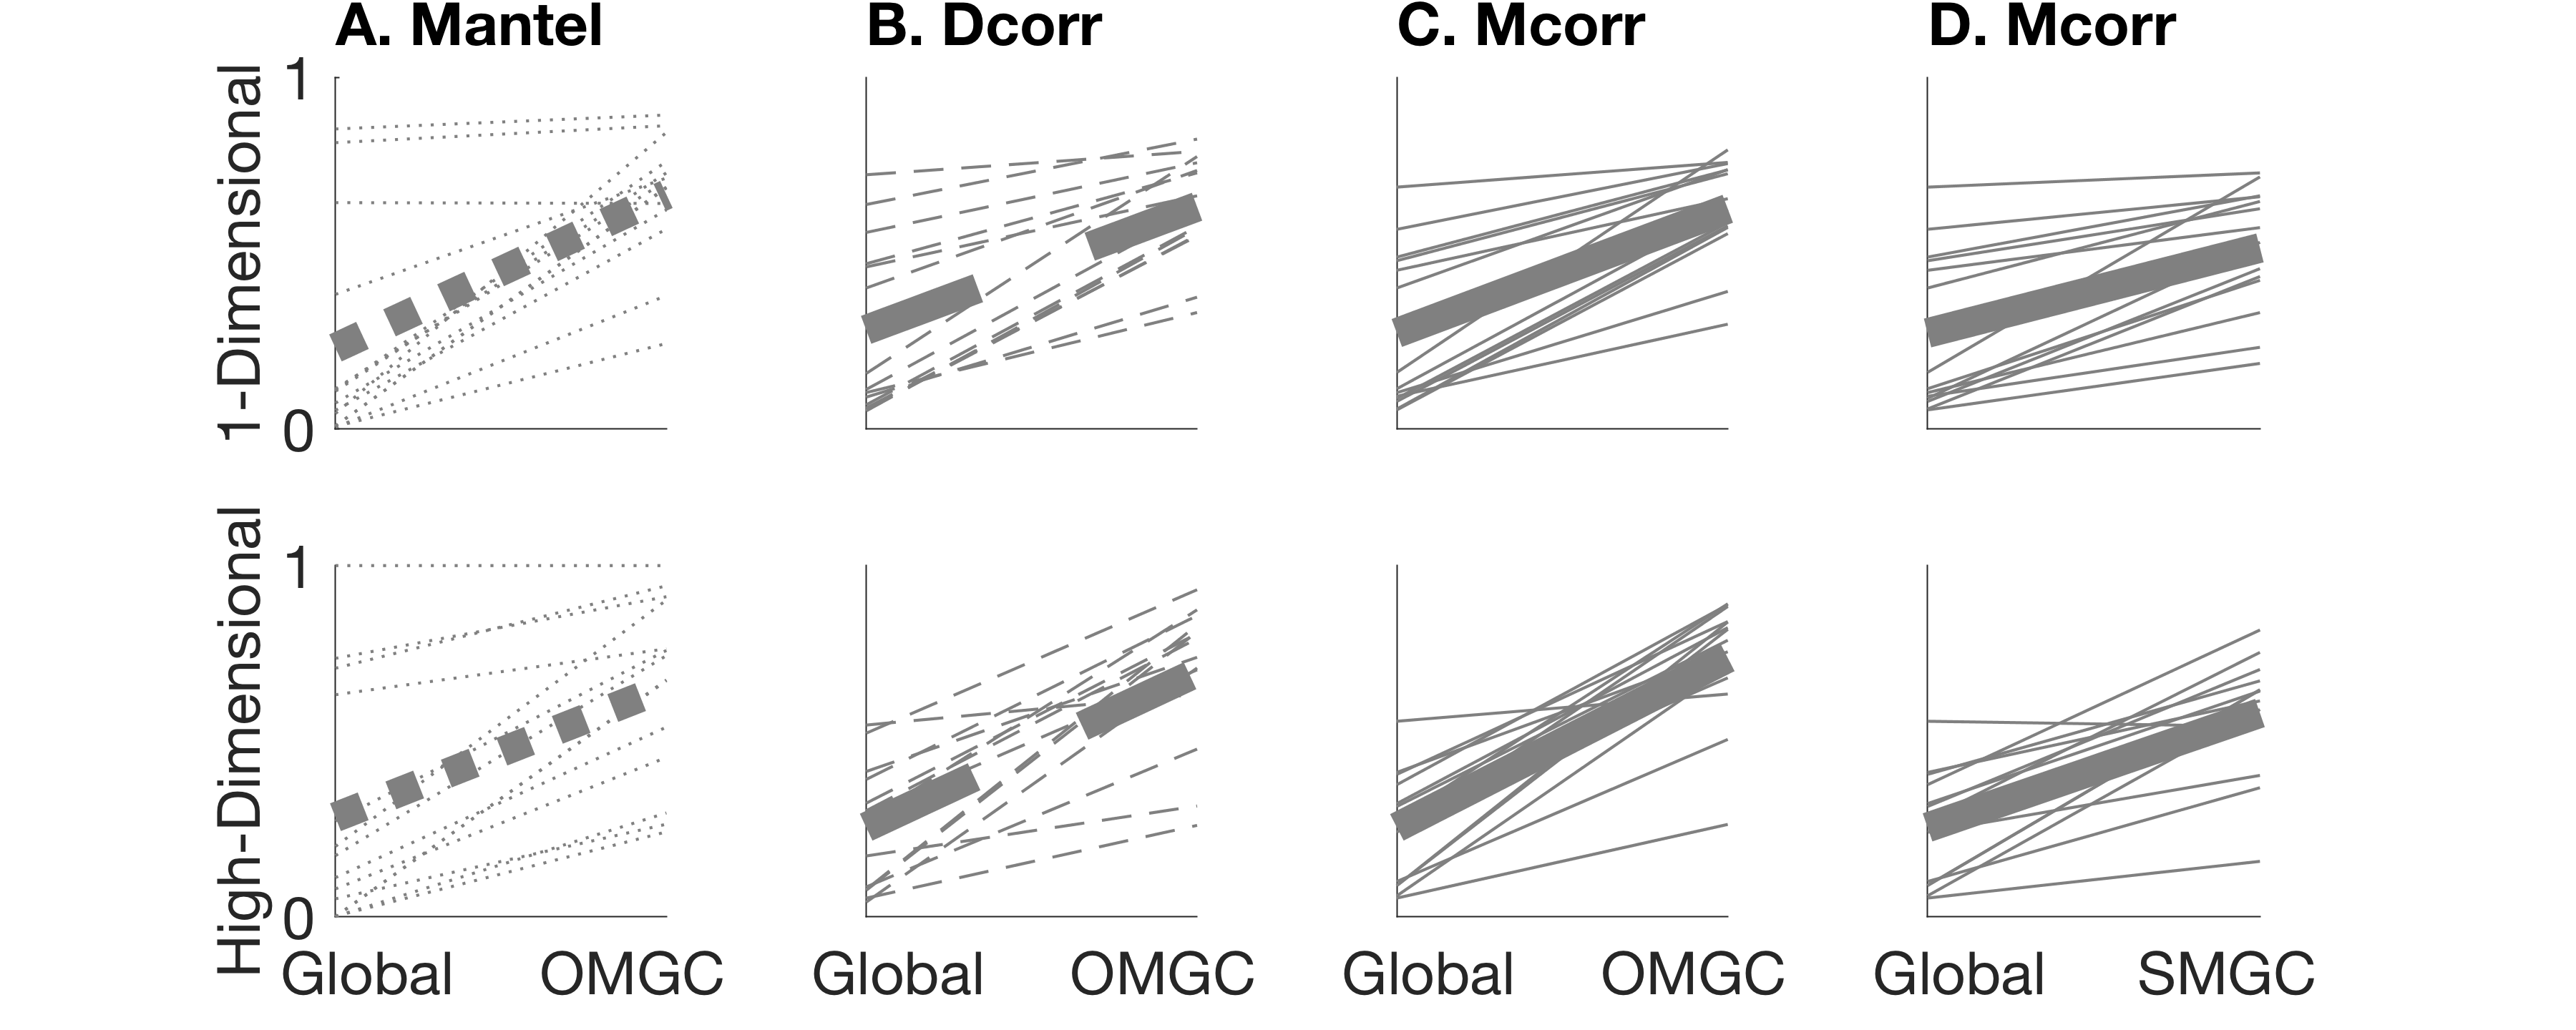 A. Mantel
B. Dcorr
C. Mcorr
D. Mcorr
1-Dimensional
1
0
High-Dimensional
1
0
Global
OMGC
Global
OMGC
Global
OMGC
Global
SMGC